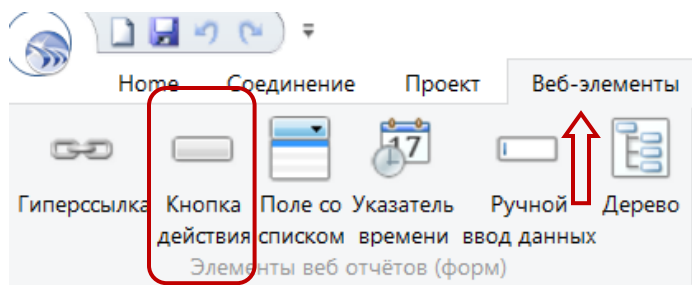 Home Соединение Проект Веб-элементы
17
Гиперссылка Кнопка Поле со Указатель Ручной Дерево
действия списком времени ввод данных
Элементы веб отчётов (форм)